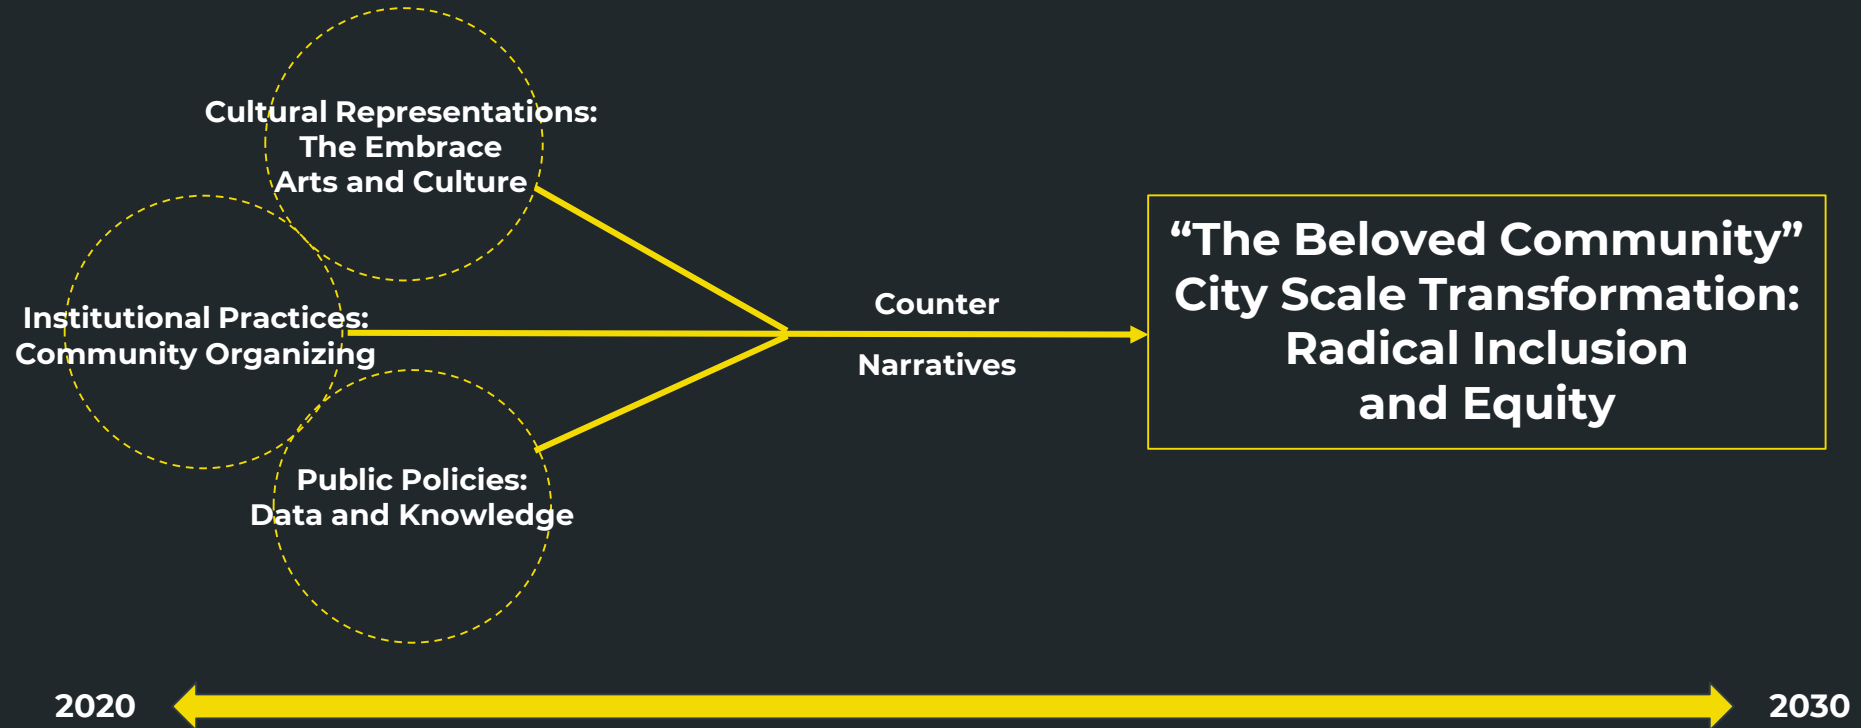 Cultural Representations:
The Embrace
Arts and Culture
Institutional Practices:
Community Organizing
Public Policies:
Data and Knowledge
Counter
Narratives
“The Beloved Community”
City Scale Transformation:
Radical Inclusion
and Equity
2020
2030